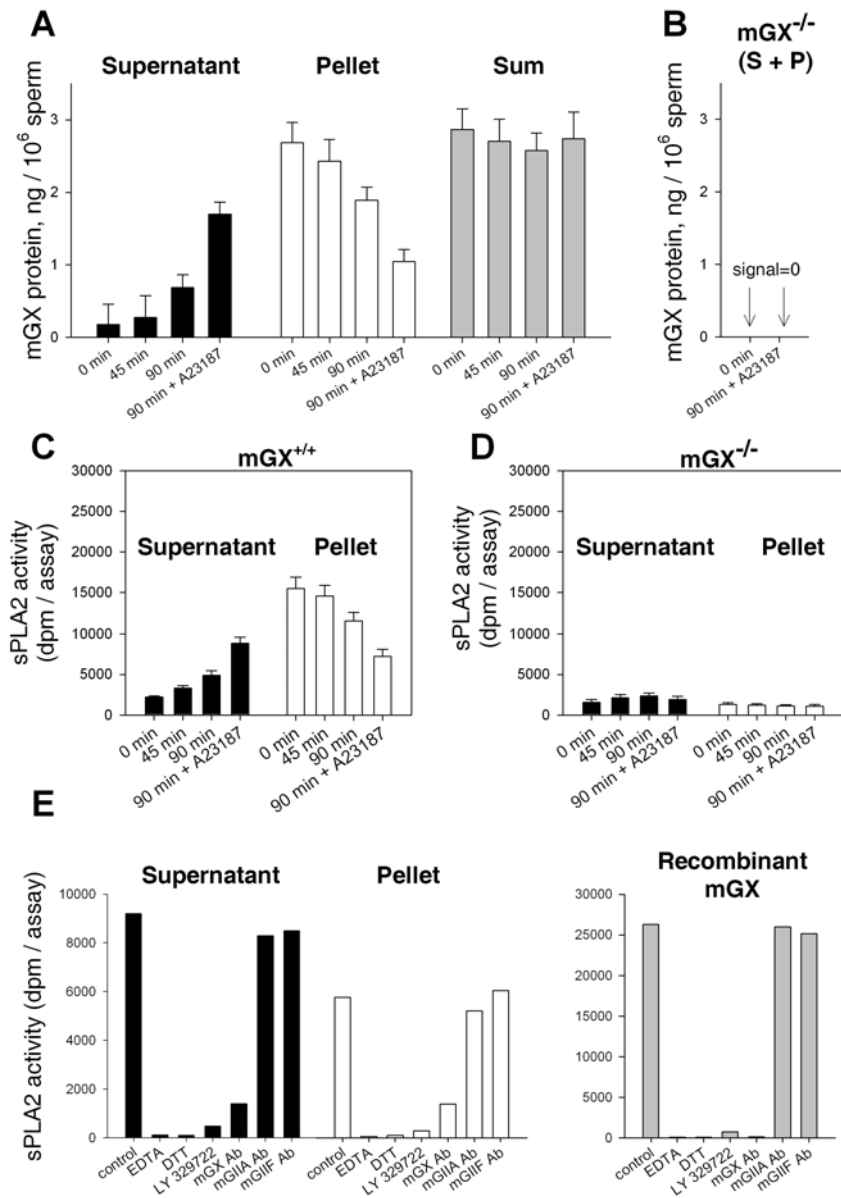 A
Supernatant
Pellet
Sum
mGX protein, ng / 10⁶ sperm
3
2
1
0
0 min
45 min
90 min
90 min + A23187
0 min
45 min
90 min
90 min + A23187
0 min
45 min
90 min
90 min + A23187
B
mGX⁻/⁻
(S + P)
mGX protein, ng / 10⁶ sperm
3
2
1
0
signal=0
0 min
90 min + A23187
C
mGX⁺/⁺
sPLA2 activity
(dpm / assay)
30000
25000
20000
15000
10000
5000
0
Supernatant
Pellet
0 min
45 min
90 min
90 min + A23187
0 min
45 min
90 min
90 min + A23187
D
mGX⁻/⁻
sPLA2 activity
(dpm / assay)
30000
25000
20000
15000
10000
5000
0
Supernatant
Pellet
0 min
45 min
90 min
90 min + A23187
0 min
45 min
90 min
90 min + A23187
E
Supernatant
Pellet
sPLA2 activity (dpm / assay)
10000
8000
6000
4000
2000
0
control
EDTA
DTT
LY 329722
mGX Ab
mGIIA Ab
mGIIF Ab
control
EDTA
DTT
LY 329722
mGX Ab
mGIIA Ab
mGIIF Ab
Recombinant
mGX
30000
25000
20000
15000
10000
5000
0
control
EDTA
DTT
LY 329722
mGX Ab
mGIIA Ab
mGIIF Ab